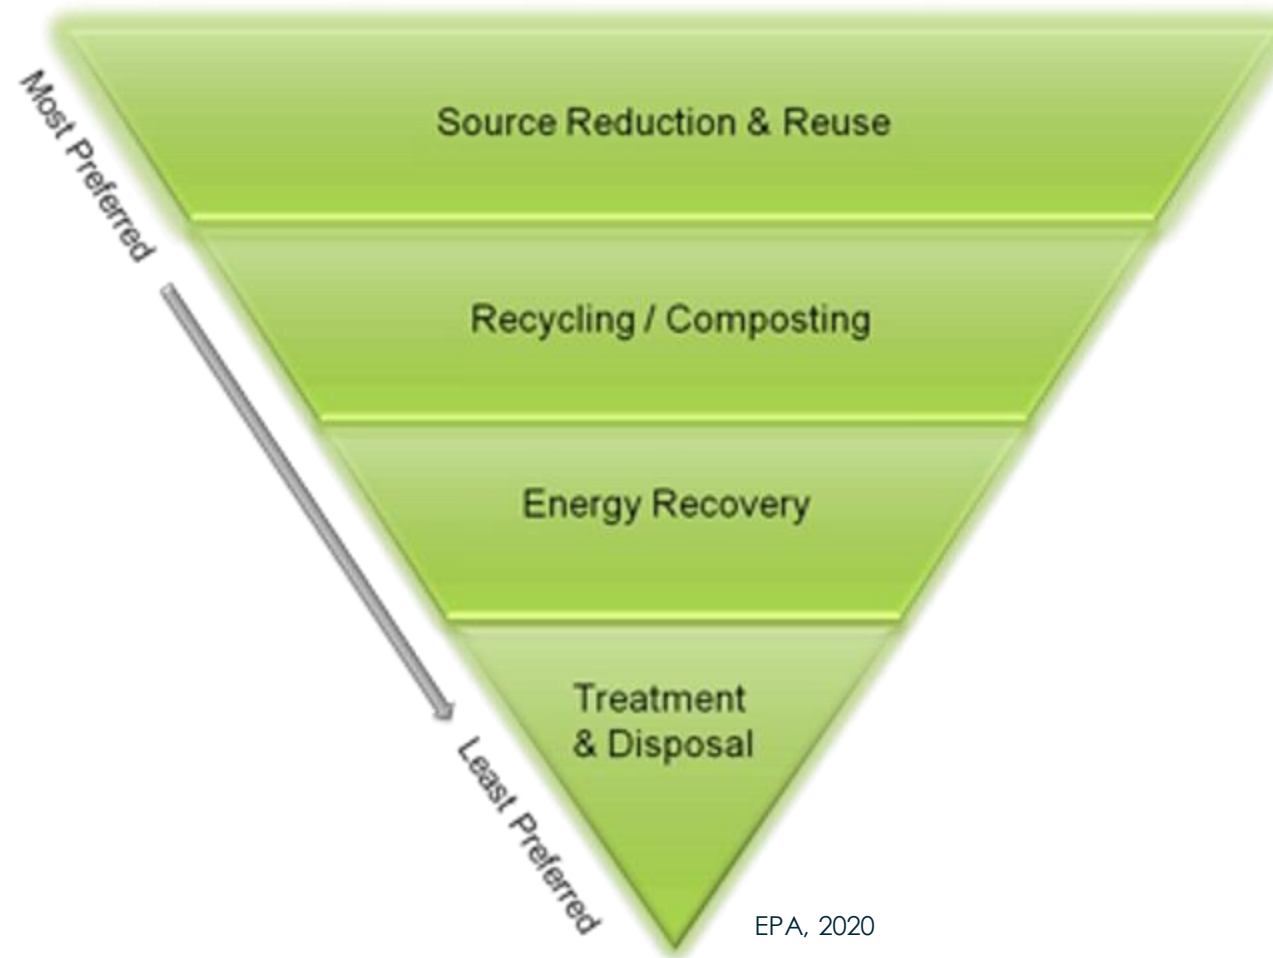 Most Preferred
Source Reduction & Reuse
Recycling / Composting
Energy Recovery
Treatment
& Disposal
Least Preferred
EPA, 2020